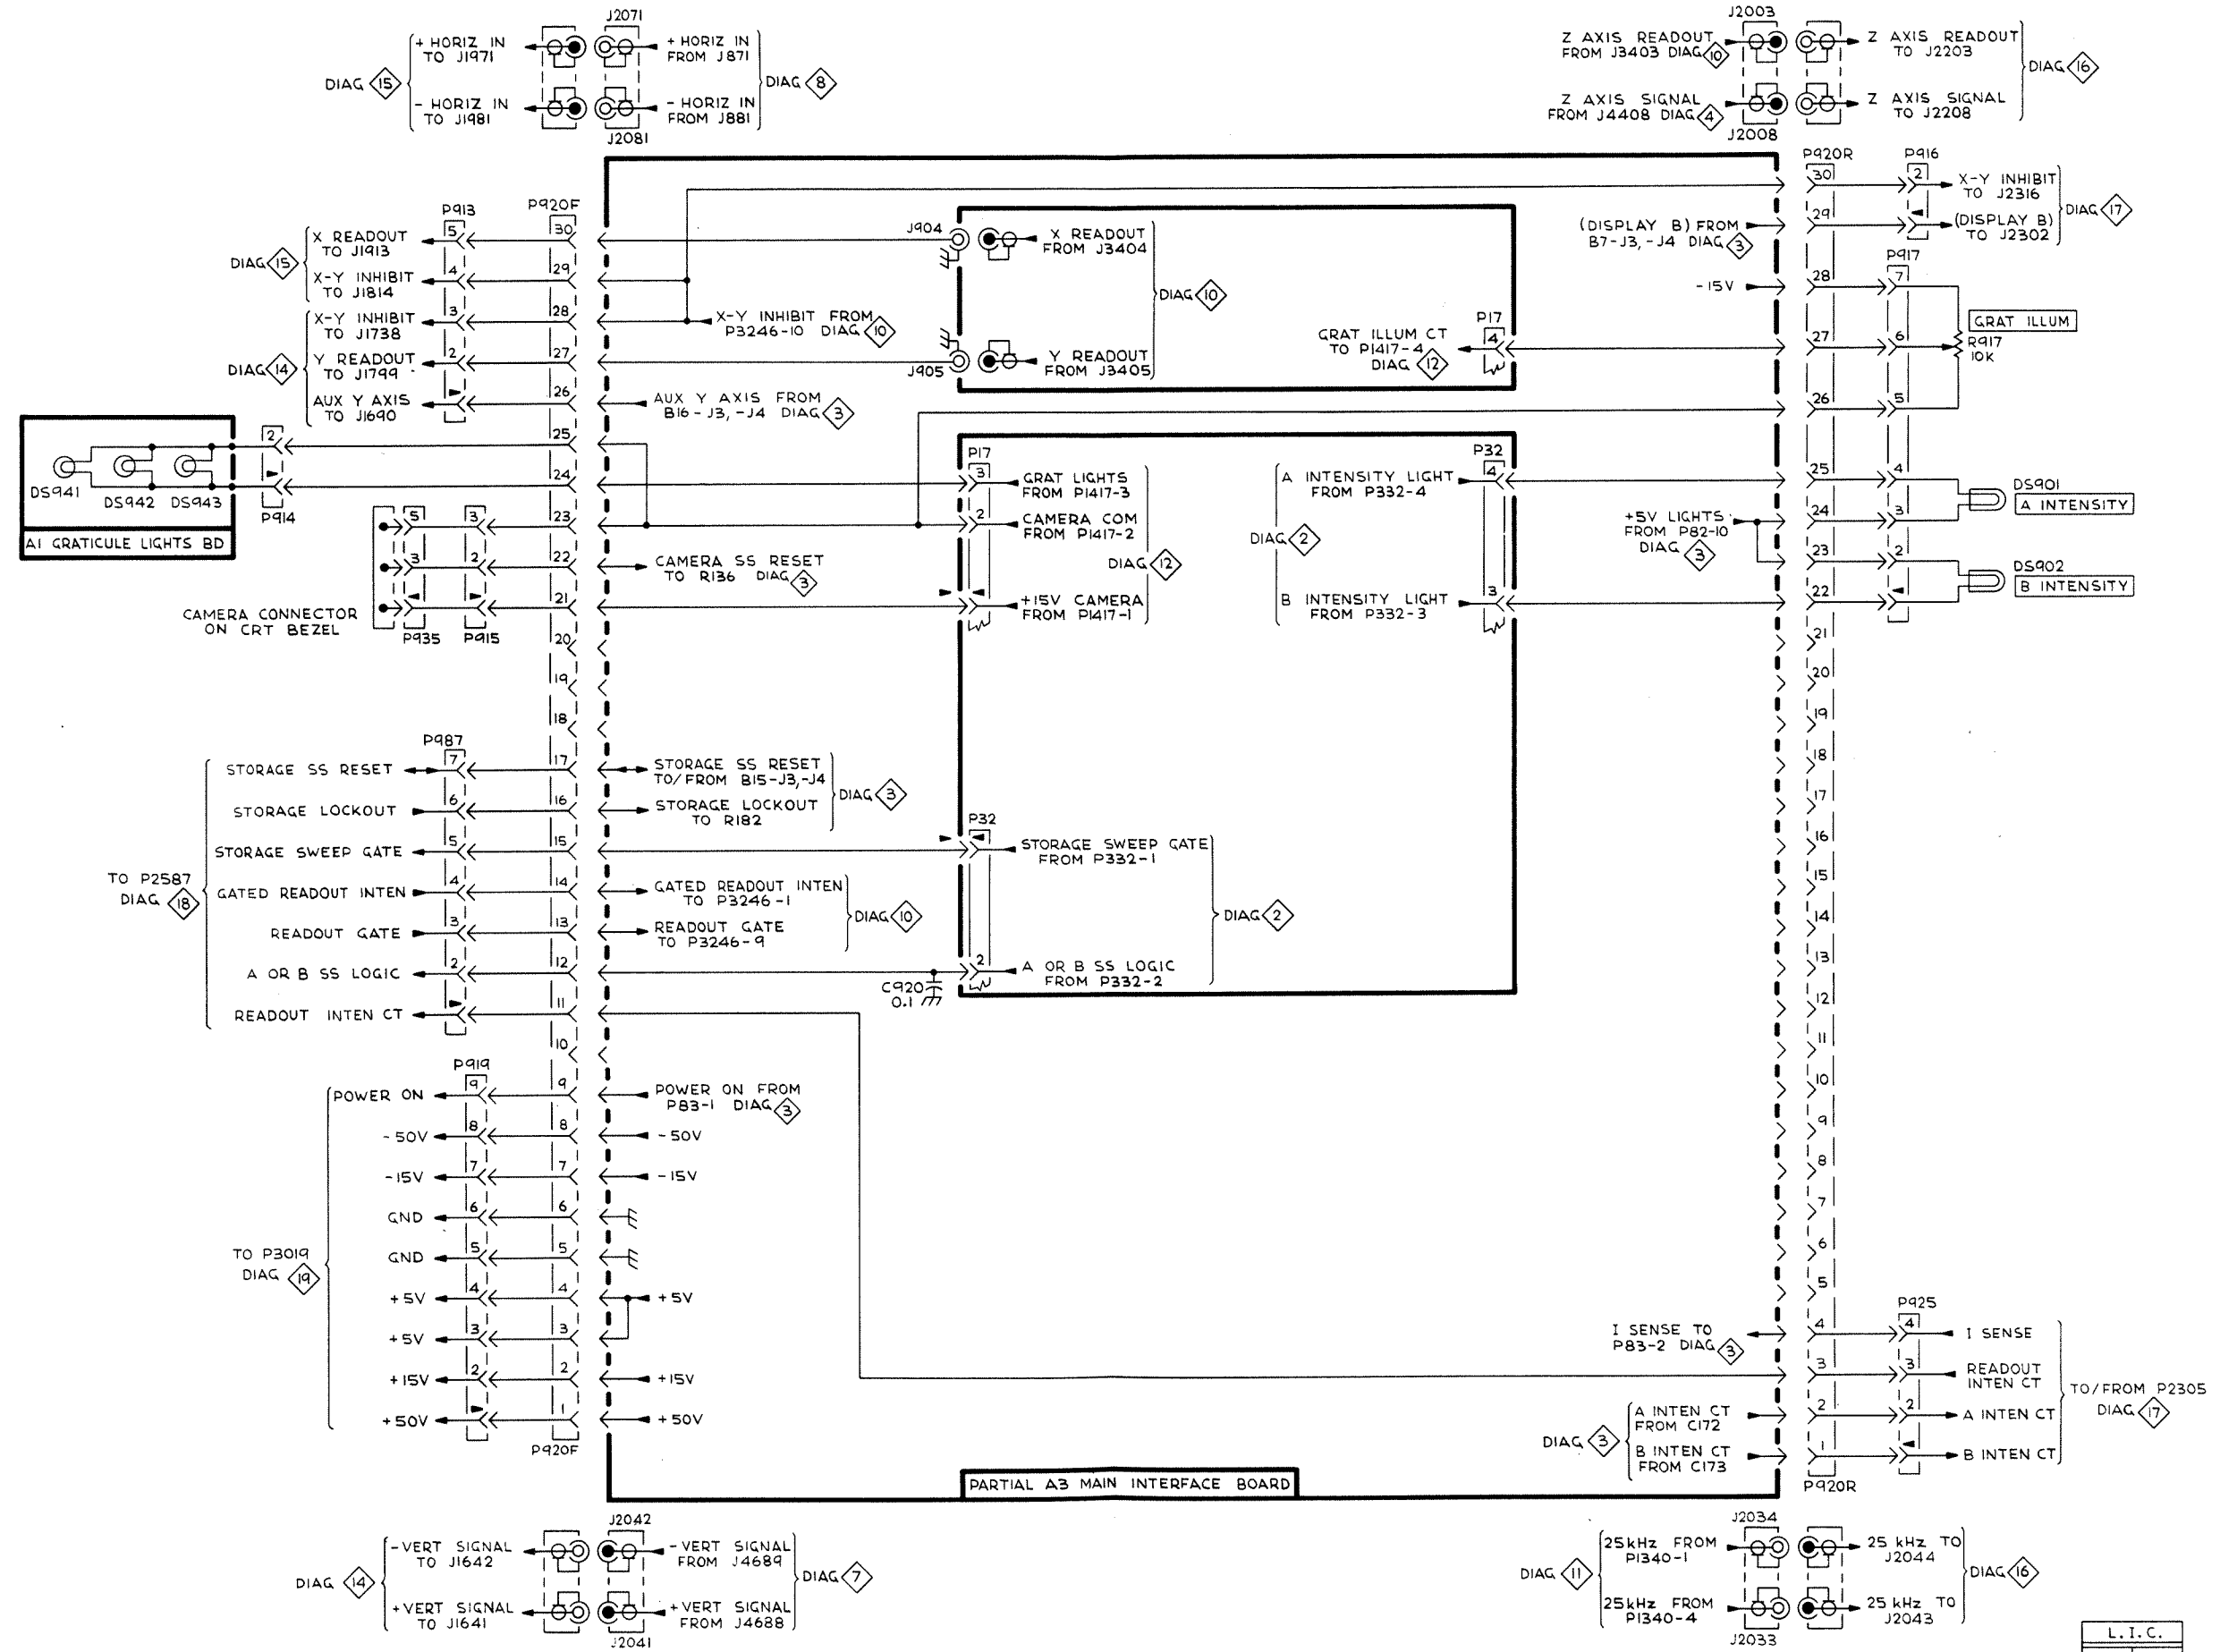 J2071
+ HORIZ IN
TO J1971
+ HORIZ IN
FROM J871
DIAG 15
DIAG 8
- HORIZ IN
TO J1981
- HORIZ IN
FROM J881
J2081
J2003
Z AXIS READOUT
FROM J3403 DIAG 10
Z AXIS READOUT
TO J2203
DIAG 16
Z AXIS SIGNAL
FROM J4408 DIAG 4
Z AXIS SIGNAL
TO J2208
J2008
P913
P920F
X READOUT
TO J1913
5
30
DIAG 15
X-Y INHIBIT
TO J1814
4
29
X-Y INHIBIT
TO J1738
3
28
X-Y INHIBIT FROM
P3246-10 DIAG 10
DIAG 14
Y READOUT
TO J1799
2
27
AUX Y AXIS
TO J1690
26
AUX Y AXIS FROM
B16-J3, -J4 DIAG 3
J904
X READOUT
FROM J3404
DIAG 10
J905
Y READOUT
FROM J3405
GRAT ILLUM CT
TO P1417-4
DIAG 12
P17
4
P920R
P916
30
2
X-Y INHIBIT
TO J2316
(DISPLAY B) FROM
B7-J3, -J4 DIAG 3
29
(DISPLAY B)
TO J2302
DIAG 17
P917
-15V
28
7
GRAT ILLUM
27
6
R917
10K
26
5
DS941
DS942
DS943
A1 GRATICULE LIGHTS BD
2
P914
25
24
23
22
21
5
3
3
2
P935
P915
CAMERA CONNECTOR
ON CRT BEZEL
CAMERA SS RESET
TO R136 DIAG 3
P17
3
GRAT LIGHTS
FROM P1417-3
2
CAMERA COM
FROM P1417-2
DIAG 12
+15V CAMERA
FROM P1417-1
P32
A INTENSITY LIGHT
FROM P332-4
4
DIAG 2
B INTENSITY LIGHT
FROM P332-3
3
+5V LIGHTS
FROM P82-10
DIAG 3
25
4
DS901
A INTENSITY
24
3
23
2
DS902
B INTENSITY
22
20
19
18
P987
STORAGE SS RESET
7
17
STORAGE SS RESET
TO/FROM B15-J3,-J4
DIAG 3
STORAGE LOCKOUT
6
16
STORAGE LOCKOUT
TO R182
STORAGE SWEEP GATE
5
15
P32
STORAGE SWEEP GATE
FROM P332-1
TO P2587
DIAG 18
GATED READOUT INTEN
4
14
GATED READOUT INTEN
TO P3246-1
DIAG 10
READOUT GATE
3
13
READOUT GATE
TO P3246-9
DIAG 2
A OR B SS LOGIC
2
12
C920
0.1
2
A OR B SS LOGIC
FROM P332-2
READOUT INTEN CT
11
10
P919
POWER ON
9
9
POWER ON FROM
P83-1 DIAG 3
-50V
8
8
-50V
-15V
7
7
-15V
GND
6
6
TO P3019
DIAG 19
GND
5
5
+5V
4
4
+5V
+5V
3
3
+15V
2
2
+15V
+50V
1
+50V
P920F
21
20
19
18
17
16
15
14
13
12
11
10
9
8
7
6
5
P925
I SENSE TO
P83-2 DIAG 3
4
4
I SENSE
3
3
READOUT
INTEN CT
TO/FROM P2305
DIAG 17
A INTEN CT
FROM C172
2
2
A INTEN CT
DIAG 3
B INTEN CT
FROM C173
1
B INTEN CT
P920R
PARTIAL A3 MAIN INTERFACE BOARD
J2042
-VERT SIGNAL
TO J1642
-VERT SIGNAL
FROM J4689
DIAG 14
DIAG 7
+VERT SIGNAL
TO J1641
+VERT SIGNAL
FROM J4688
J2041
J2034
25kHz FROM
P1340-1
25 kHz TO
J2044
DIAG 11
DIAG 16
25kHz FROM
P1340-4
25 kHz TO
J2043
J2033
L.I.C.